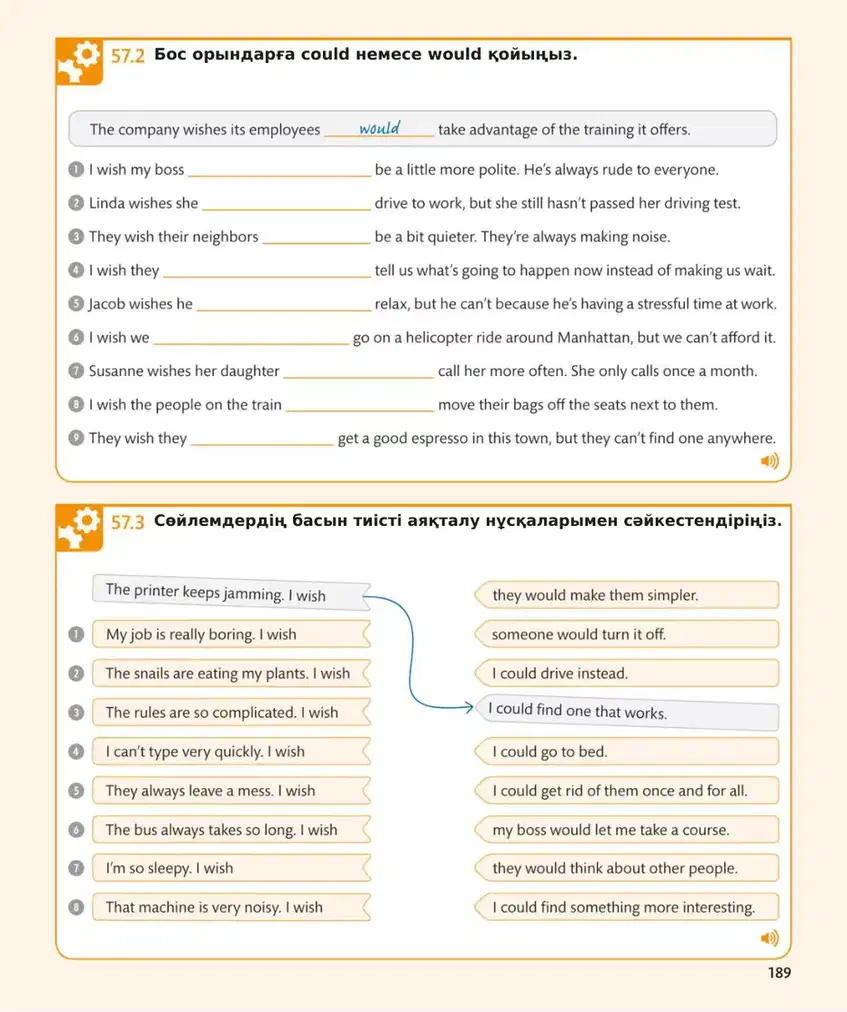 57.2 Бос орындарға could немесе would қойыңыз.
The company wishes its employees would take advantage of the training it offers.
1 I wish my boss ____ be a little more polite. He's always rude to everyone.
2 Linda wishes she ____ drive to work, but she still hasn't passed her driving test.
3 They wish their neighbors ____ be a bit quieter. They're always making noise.
4 I wish they ____ tell us what's going to happen now instead of making us wait.
5 Jacob wishes he ____ relax, but he can't because he's having a stressful time at work.
6 I wish we ____ go on a helicopter ride around Manhattan, but we can't afford it.
7 Susanne wishes her daughter ____ call her more often. She only calls once a month.
8 I wish the people on the train ____ move their bags off the seats next to them.
9 They wish they ____ get a good espresso in this town, but they can't find one anywhere.
57.3 Сөйлемдердің басын тиісті аяқталу нұсқаларымен сәйкестендіріңіз.
The printer keeps jamming. I wish
1 My job is really boring. I wish
2 The snails are eating my plants. I wish
3 The rules are so complicated. I wish
4 I can't type very quickly. I wish
5 They always leave a mess. I wish
6 The bus always takes so long. I wish
7 I'm so sleepy. I wish
8 That machine is very noisy. I wish
they would make them simpler.
someone would turn it off.
I could drive instead.
I could find one that works.
I could go to bed.
I could get rid of them once and for all.
my boss would let me take a course.
they would think about other people.
I could find something more interesting.
189